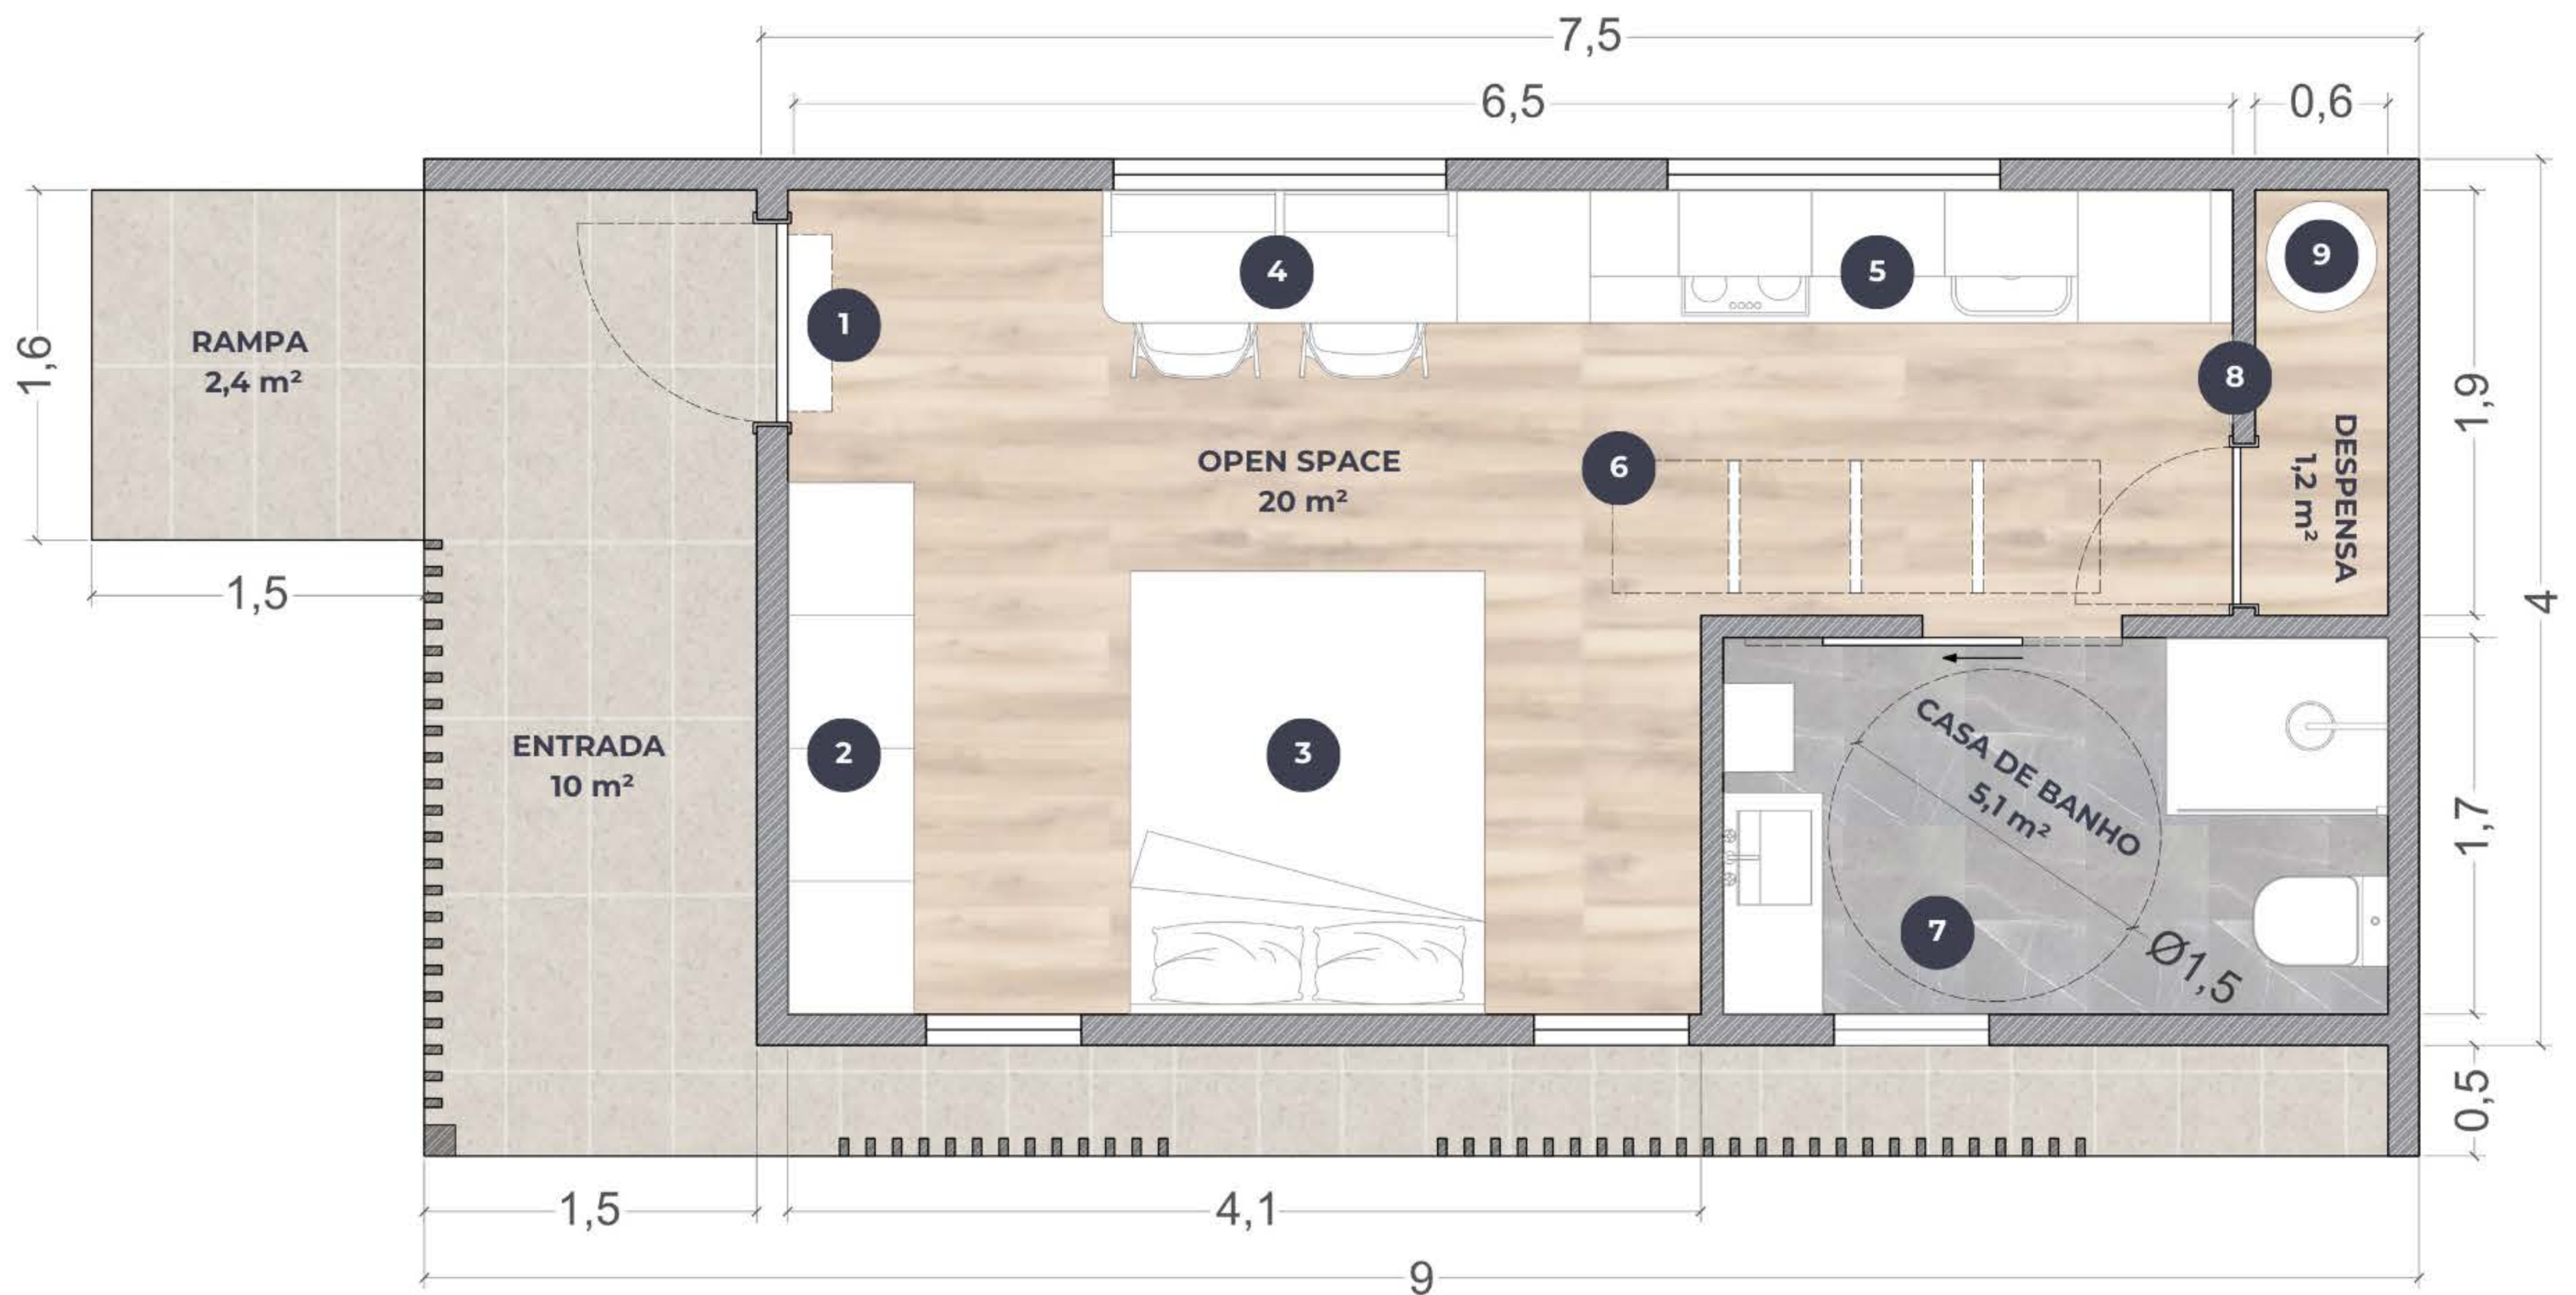 7,5
6,5
0,6
1
4
5
9
1,6
RAMPA
2,4 m²
8
1,9
OPEN SPACE
20 m²
6
DESPENSA
1,2 m²
1,5
4
ENTRADA
10 m²
2
3
CASA DE BANHO
5,1 m²
7
Ø1,5
1,7
0,5
1,5
4,1
9